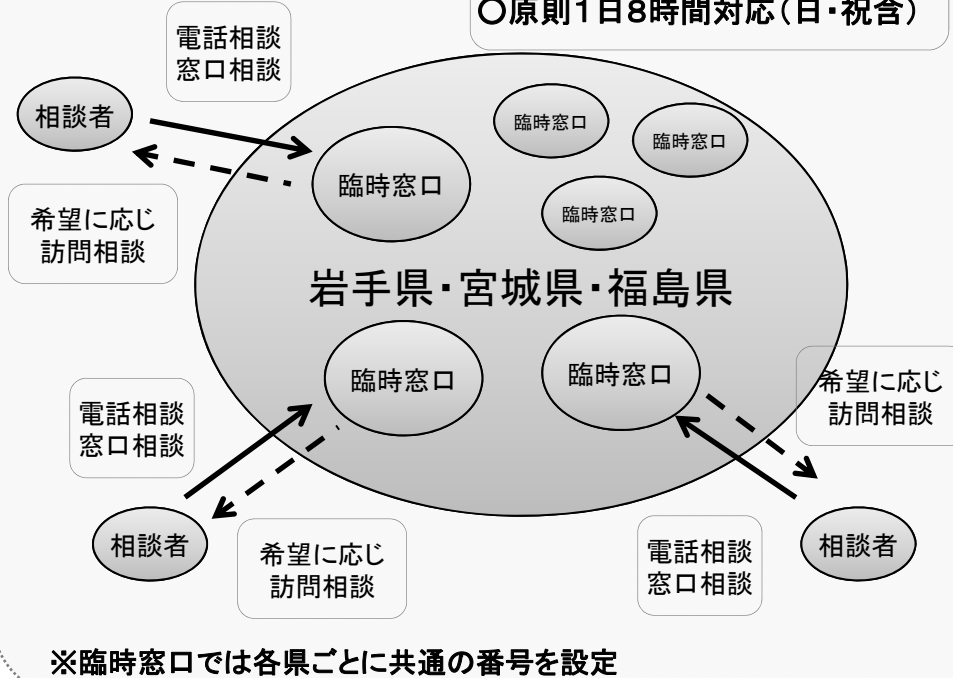 ○原則1日8時間対応(日・祝含)
電話相談
窓口相談
相談者
臨時窓口
臨時窓口
臨時窓口
臨時窓口
希望に応じ
訪問相談
岩手県・宮城県・福島県
臨時窓口
臨時窓口
希望に応じ
訪問相談
電話相談
窓口相談
相談者
希望に応じ
訪問相談
電話相談
窓口相談
相談者
※臨時窓口では各県ごとに共通の番号を設定